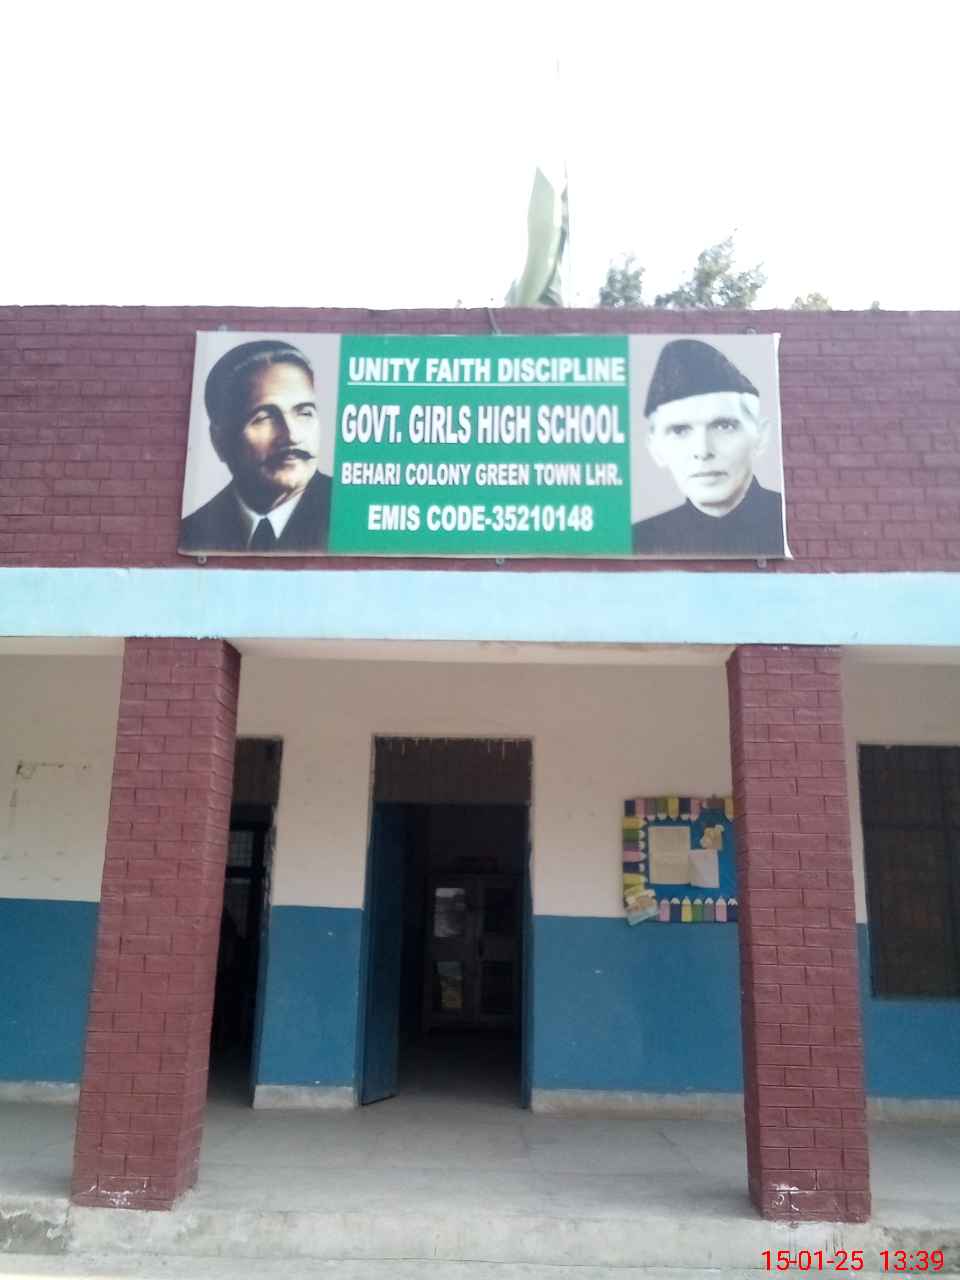 UNITY FAITH DISCIPLINE
GOVT. GIRLS HIGH SCHOOL
BEHARI COLONY GREEN TOWN LHR.
EMIS CODE-35210148
15-01-25 13:39